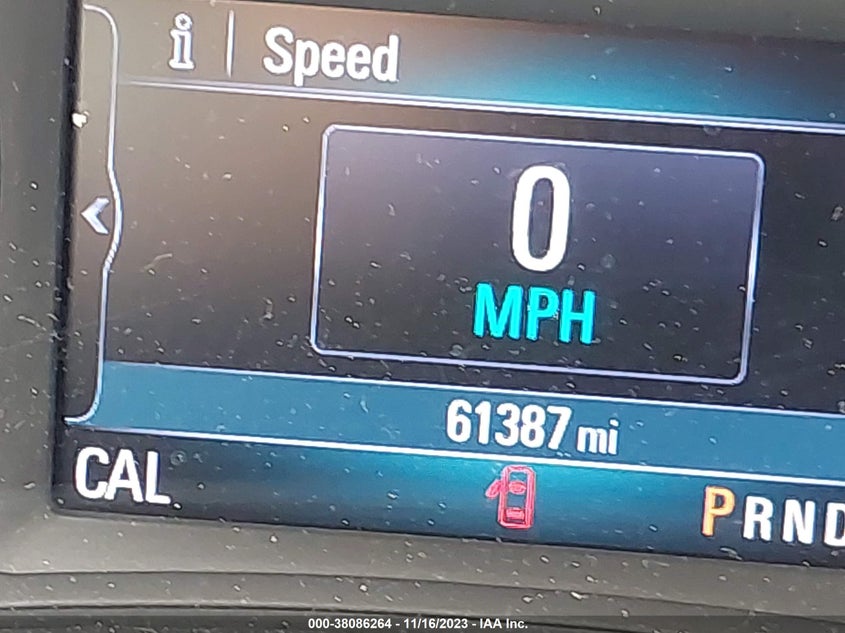 i | Speed
0
MPH
61387 mi
CAL
PRND
000-38086264 - 11/16/2023 - IAA Inc.